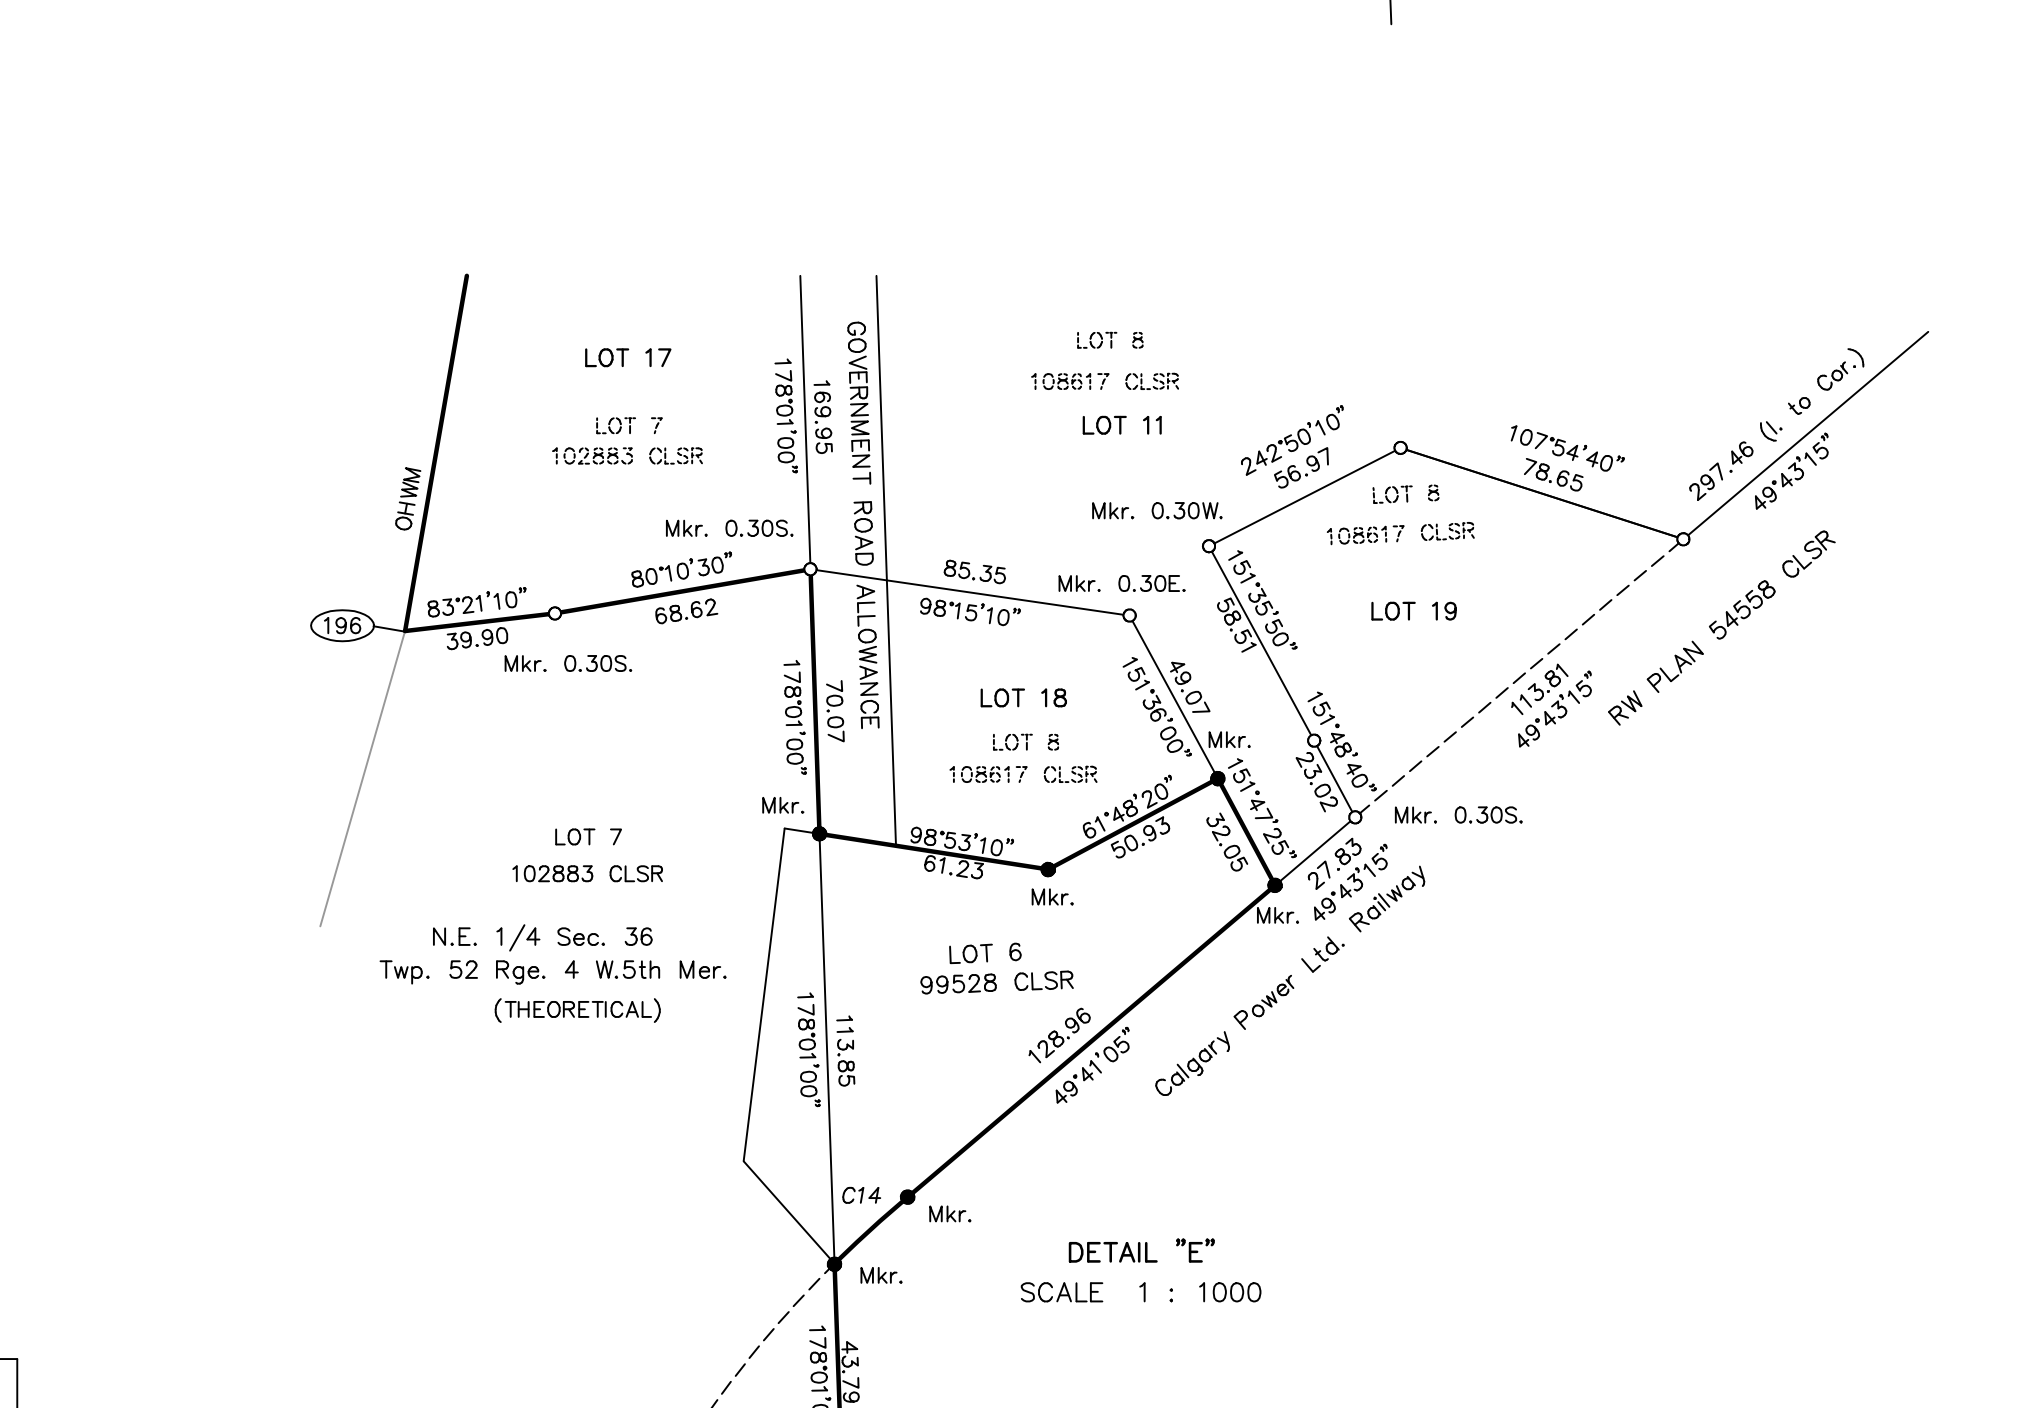 LOT 8
108617 CLSR
LOT 11
LOT 17
LOT 7
102883 CLSR
OHWM
178°01'00"
169.95
GOVERNMENT ROAD ALLOWANCE
297.46 (I. to Cor.)
49°43'15"
242°50'10"
56.97
107°54'40"
78.65
LOT 8
108617 CLSR
Mkr. 0.30W.
Mkr. 0.30S.
80°10'30"
68.62
83°21'10"
39.90
196
Mkr. 0.30S.
85.35
98°15'10"
Mkr. 0.30E.
151°35'50"
58.51
LOT 19
RW PLAN 54558 CLSR
113.81
49°43'15"
178°01'00"
70.07
LOT 18
LOT 8
108617 CLSR
49.07
151°36'00"
Mkr.
151°48'40"
23.02
Mkr. 0.30S.
Mkr.
98°53'10"
61.23
61°48'20"
50.93
151°47'25"
32.05
27.83
49°43'15"
Mkr.
Mkr.
Calgary Power Ltd. Railway
LOT 7
102883 CLSR
N.E. 1/4 Sec. 36
Twp. 52 Rge. 4 W.5th Mer.
(THEORETICAL)
LOT 6
99528 CLSR
178°01'00"
113.85
128.96
49°41'05"
C14
Mkr.
Mkr.
DETAIL "E"
SCALE 1 : 1000
178°01'0
43.79